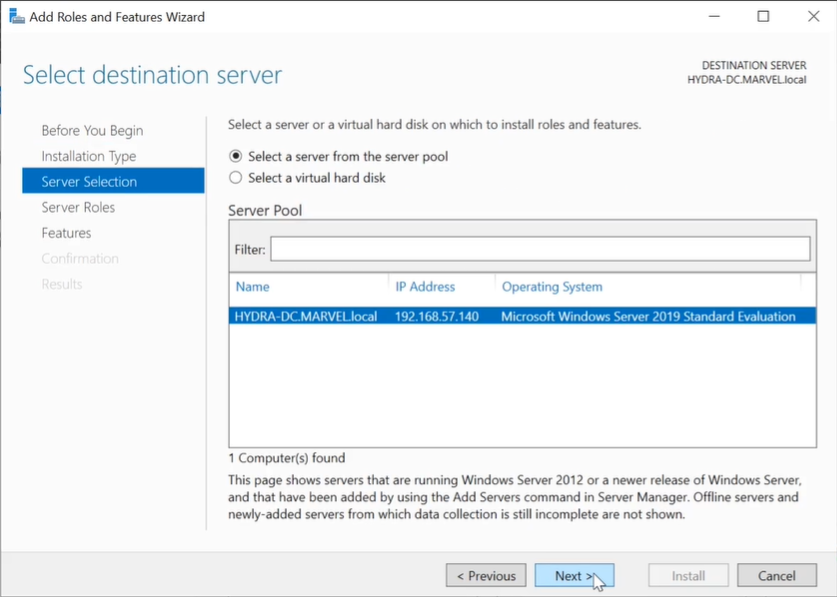 Add Roles and Features Wizard
Select destination server
DESTINATION SERVER
HYDRA-DC.MARVEL.local
Before You Begin
Installation Type
Server Selection
Server Roles
Features
Confirmation
Results
Select a server or a virtual hard disk on which to install roles and features.
Select a server from the server pool
Select a virtual hard disk
Server Pool
Filter:
Name IP Address Operating System
HYDRA-DC.MARVEL.local 192.168.57.140 Microsoft Windows Server 2019 Standard Evaluation
1 Computer(s) found
This page shows servers that are running Windows Server 2012 or a newer release of Windows Server,
and that have been added by using the Add Servers command in Server Manager. Offline servers and
newly-added servers from which data collection is still incomplete are not shown.
< Previous Next > Install Cancel